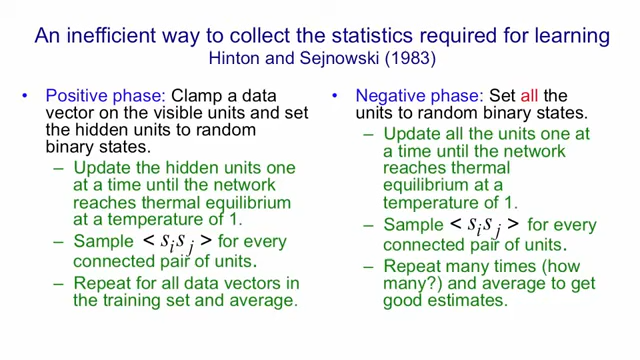 An inefficient way to collect the statistics required for learning
Hinton and Sejnowski (1983)
• Positive phase: Clamp a data
vector on the visible units and set
the hidden units to random
binary states.
– Update the hidden units one
at a time until the network
reaches thermal equilibrium
at a temperature of 1.
– Sample < s_i s_j > for every
connected pair of units.
– Repeat for all data vectors in
the training set and average.
• Negative phase: Set all the
units to random binary states.
– Update all the units one at
a time until the network
reaches thermal
equilibrium at a
temperature of 1.
– Sample < s_i s_j > for every
connected pair of units.
– Repeat many times (how
many?) and average to get
good estimates.